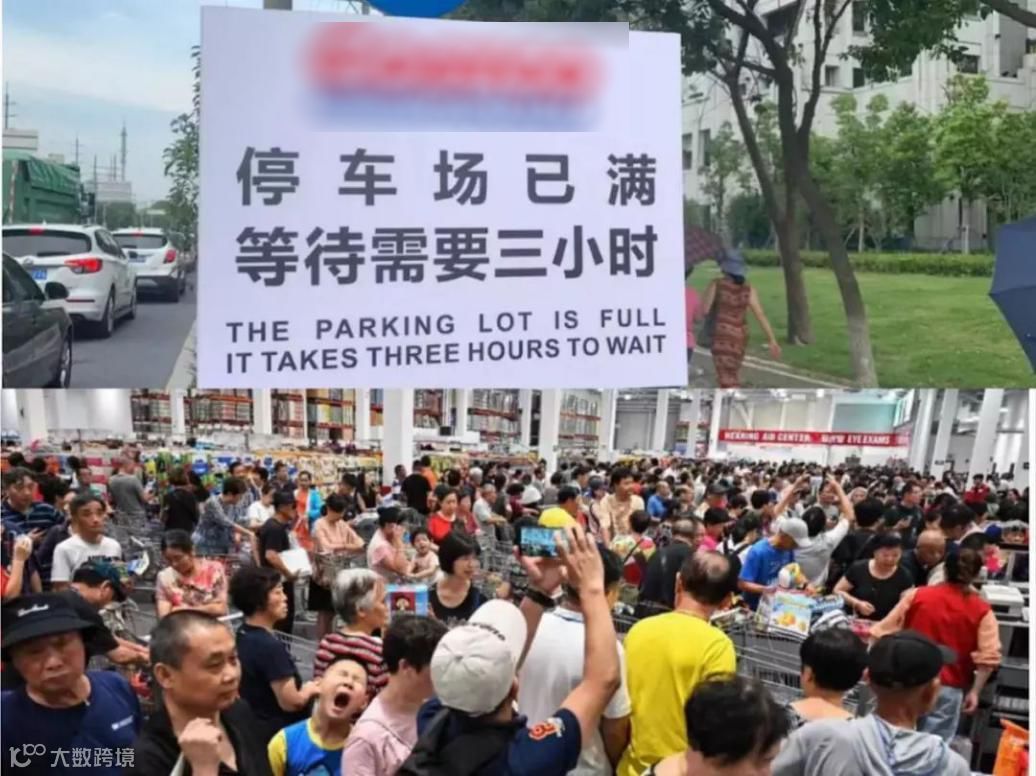 停车场已满
等待需要三小时
THE PARKING LOT IS FULL
IT TAKES THREE HOURS TO WAIT
HEARING AID CENTER
EYE EXAMS
大数跨境